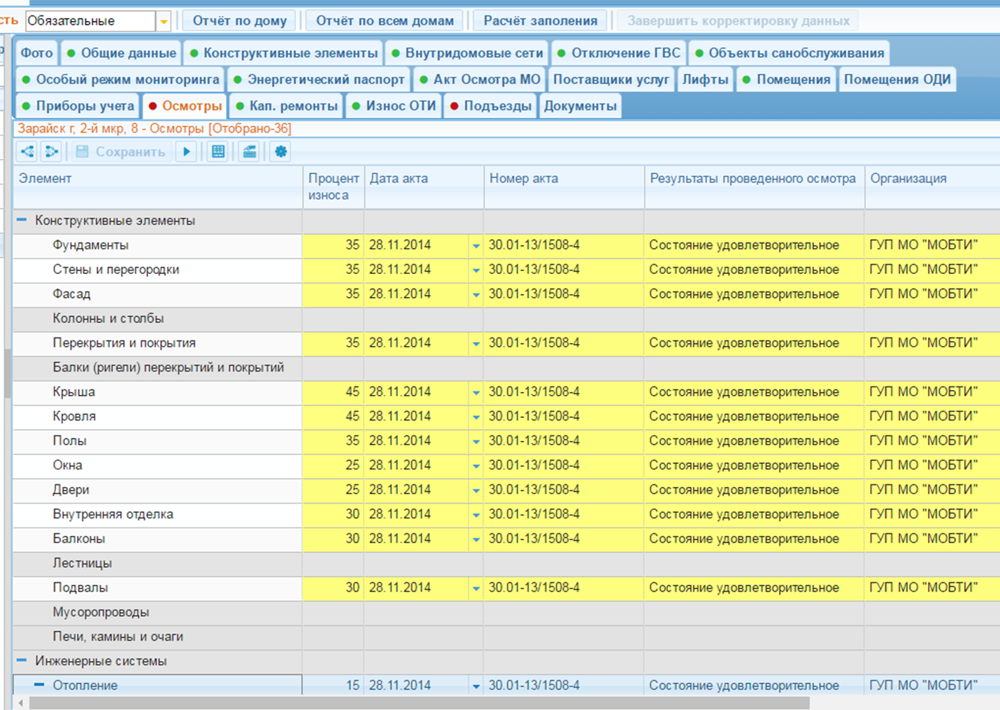 сть Обязательные Отчёт по дому Отчёт по всем домам Расчёт заполения Завершить корректировку данных
Фото Общие данные Конструктивные элементы Внутридомовые сети Отключение ГВС Объекты санобслуживания
Особый режим мониторинга Энергетический паспорт Акт Осмотра МО Поставщики услуг Лифты Помещения Помещения ОДИ
Приборы учета Осмотры Кап. ремонты Износ ОТИ Подъезды Документы
Зарайск г, 2-й мкр, 8 - Осмотры [Отобрано-36]
Сохранить
Элемент Процент износа Дата акта Номер акта Результаты проведенного осмотра Организация
Конструктивные элементы
Фундаменты 35 28.11.2014 30.01-13/1508-4 Состояние удовлетворительное ГУП МО "МОБТИ"
Стены и перегородки 35 28.11.2014 30.01-13/1508-4 Состояние удовлетворительное ГУП МО "МОБТИ"
Фасад 35 28.11.2014 30.01-13/1508-4 Состояние удовлетворительное ГУП МО "МОБТИ"
Колонны и столбы
Перекрытия и покрытия 35 28.11.2014 30.01-13/1508-4 Состояние удовлетворительное ГУП МО "МОБТИ"
Балки (ригели) перекрытий и покрытий
Крыша 45 28.11.2014 30.01-13/1508-4 Состояние удовлетворительное ГУП МО "МОБТИ"
Кровля 45 28.11.2014 30.01-13/1508-4 Состояние удовлетворительное ГУП МО "МОБТИ"
Полы 35 28.11.2014 30.01-13/1508-4 Состояние удовлетворительное ГУП МО "МОБТИ"
Окна 25 28.11.2014 30.01-13/1508-4 Состояние удовлетворительное ГУП МО "МОБТИ"
Двери 25 28.11.2014 30.01-13/1508-4 Состояние удовлетворительное ГУП МО "МОБТИ"
Внутренняя отделка 30 28.11.2014 30.01-13/1508-4 Состояние удовлетворительное ГУП МО "МОБТИ"
Балконы 30 28.11.2014 30.01-13/1508-4 Состояние удовлетворительное ГУП МО "МОБТИ"
Лестницы
Подвалы 30 28.11.2014 30.01-13/1508-4 Состояние удовлетворительное ГУП МО "МОБТИ"
Мусоропроводы
Печи, камины и очаги
Инженерные системы
Отопление 15 28.11.2014 30.01-13/1508-4 Состояние удовлетворительное ГУП МО "МОБТИ"